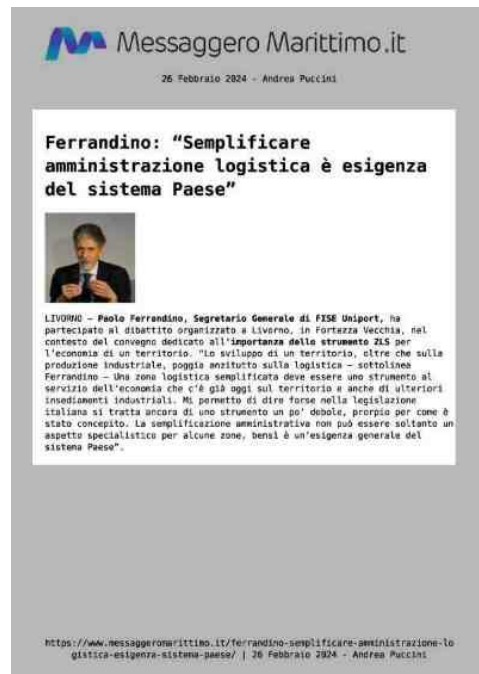 Messaggero Marittimo.it
26 Febbraio 2024 - Andrea Puccini
Ferrandino: “Semplificare
amministrazione logistica è esigenza
del sistema Paese”
LIVORNO – Paolo Ferrandino, Segretario Generale di FISE Uniport, ha
partecipato al dibattito organizzato a Livorno, in Fortezza Vecchia, nel
contesto del convegno dedicato all’importanza dello strumento ZLS per
l’economia di un territorio. “Lo sviluppo di un territorio, oltre che sulla
produzione industriale, poggia anzitutto sulla logistica – sottolinea
Ferrandino – Una zona logistica semplificata deve essere uno strumento al
servizio dell’economia che c’è già oggi sul territorio e anche di ulteriori
insediamenti industriali. Mi permetto di dire forse nella legislazione
italiana si tratta ancora di uno strumento un po’ debole, prorpio per come è
stato concepito. La semplificazione amministrativa non può essere soltanto un
aspetto specialistico per alcune zone, bensì è un’esigenza generale del
sistema Paese”.
https://www.messaggeromarittimo.it/ferrandino-semplificare-amministrazione-lo
gistica-esigenza-sistema-paese/ | 26 Febbraio 2024 - Andrea Puccini